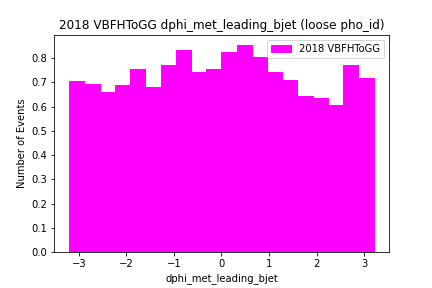 2018 VBFHToGG dphi_met_leading_bjet (loose pho_id)
2018 VBFHToGG
Number of Events
0.8
0.7
0.6
0.5
0.4
0.3
0.2
0.1
0.0
−3 −2 −1 0 1 2 3
dphi_met_leading_bjet